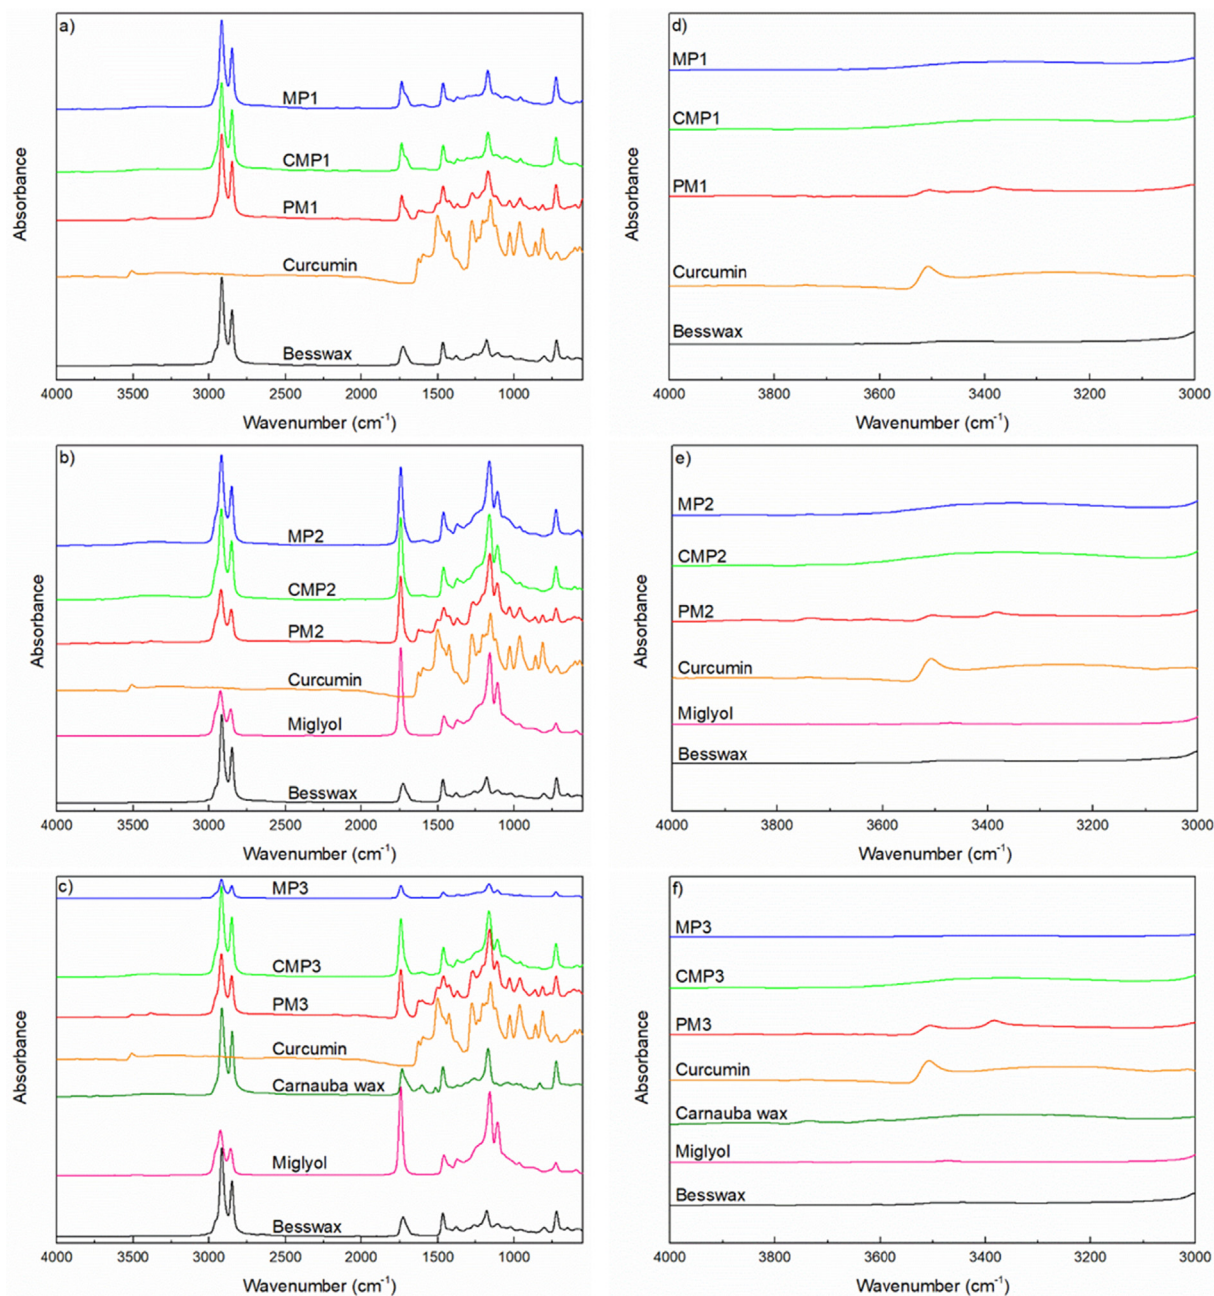 a)
MP1
CMP1
PM1
Curcumin
Besswax
Absorbance
4000 3500 3000 2500 2000 1500 1000
Wavenumber (cm-1)
d)
MP1
CMP1
PM1
Curcumin
Besswax
Absorbance
4000 3800 3600 3400 3200 3000
Wavenumber (cm-1)
b)
MP2
CMP2
PM2
Curcumin
Miglyol
Besswax
Absorbance
4000 3500 3000 2500 2000 1500 1000
Wavenumber (cm-1)
e)
MP2
CMP2
PM2
Curcumin
Miglyol
Besswax
Absorbance
4000 3800 3600 3400 3200 3000
Wavenumber (cm-1)
c)
MP3
CMP3
PM3
Curcumin
Carnauba wax
Miglyol
Besswax
Absorbance
4000 3500 3000 2500 2000 1500 1000
Wavenumber (cm-1)
f)
MP3
CMP3
PM3
Curcumin
Carnauba wax
Miglyol
Besswax
Absorbance
4000 3800 3600 3400 3200 3000
Wavenumber (cm-1)